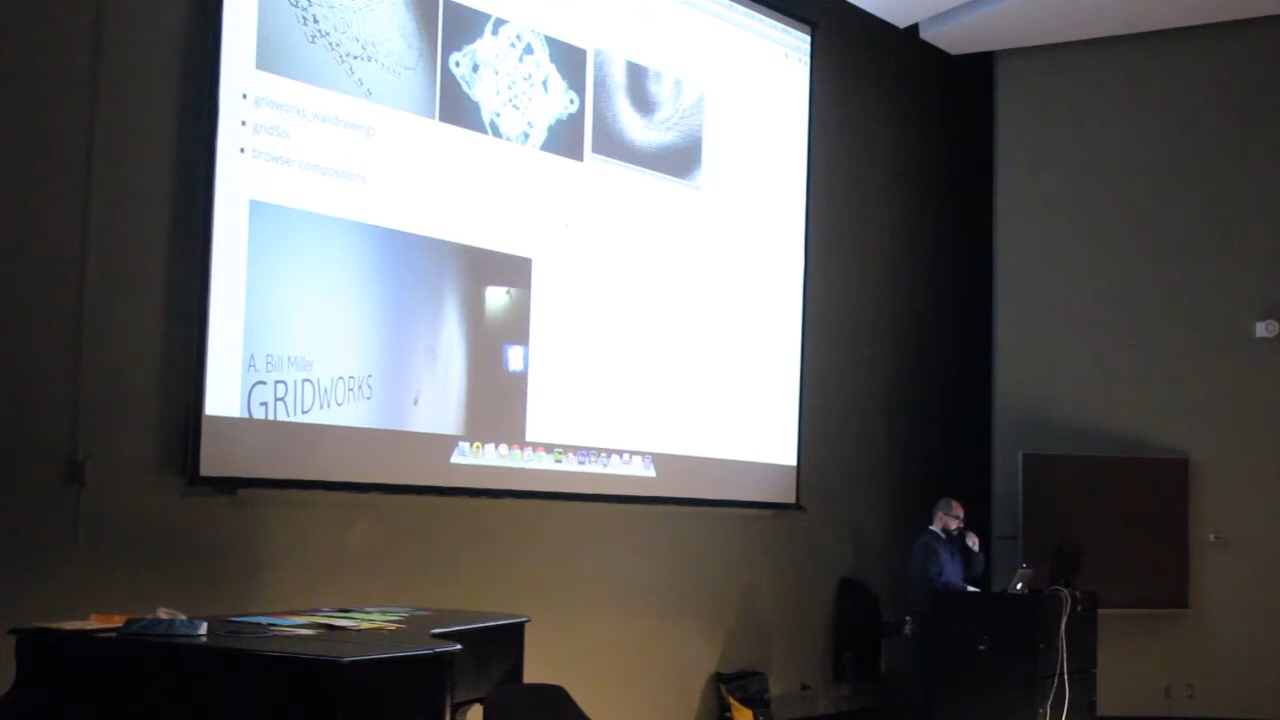 gridworks_walldrawings
gridSol
browser compositions
A. Bill Miller
GRIDWORKS